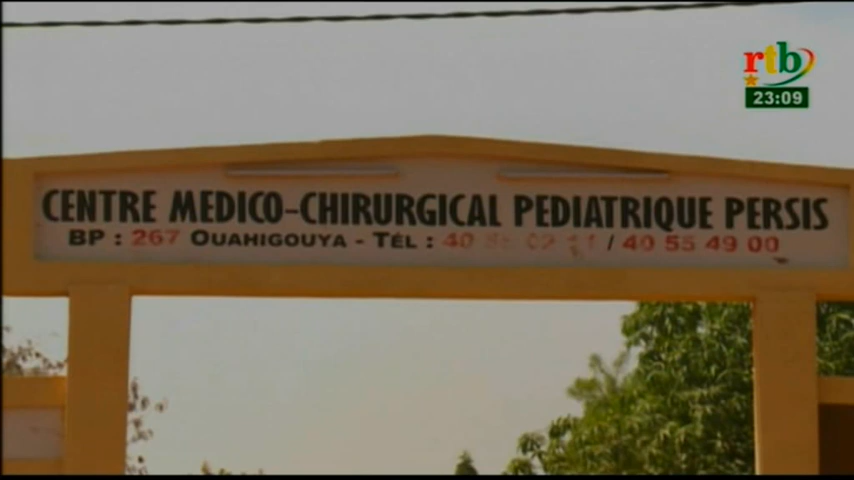 rtb
23:09
CENTRE MEDICO-CHIRURGICAL PEDIATRIQUE PERSIS
BP : 267 OUAHIGOUYA - TÉL : 40 / 40 55 49 00